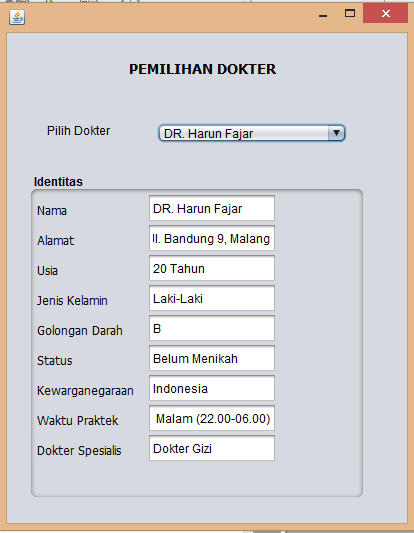 PEMILIHAN DOKTER
Pilih Dokter DR. Harun Fajar
Identitas
Nama DR. Harun Fajar
Alamat Jl. Bandung 9, Malang
Usia 20 Tahun
Jenis Kelamin Laki-Laki
Golongan Darah B
Status Belum Menikah
Kewarganegaraan Indonesia
Waktu Praktek Malam (22.00-06.00)
Dokter Spesialis Dokter Gizi